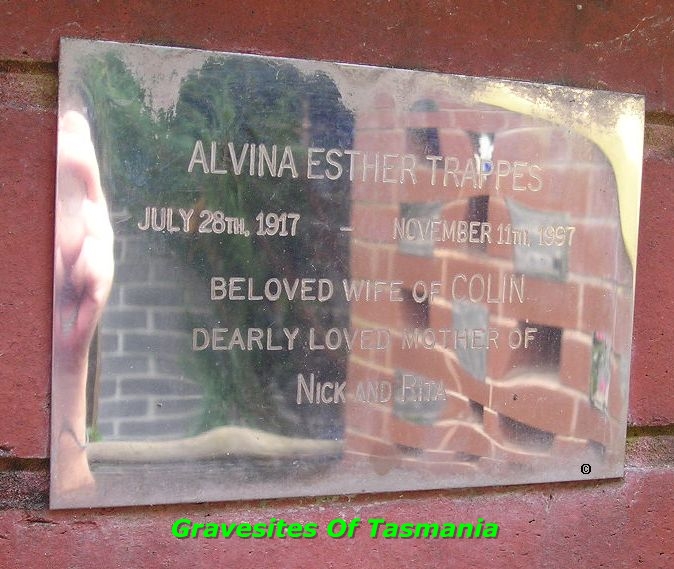 ALVINA ESTHER TRAPPES
JULY 28TH, 1917 – NOVEMBER 11TH, 1997
BELOVED WIFE OF COLIN
DEARLY LOVED MOTHER OF
NICK AND RITA
©
Gravesites Of Tasmania